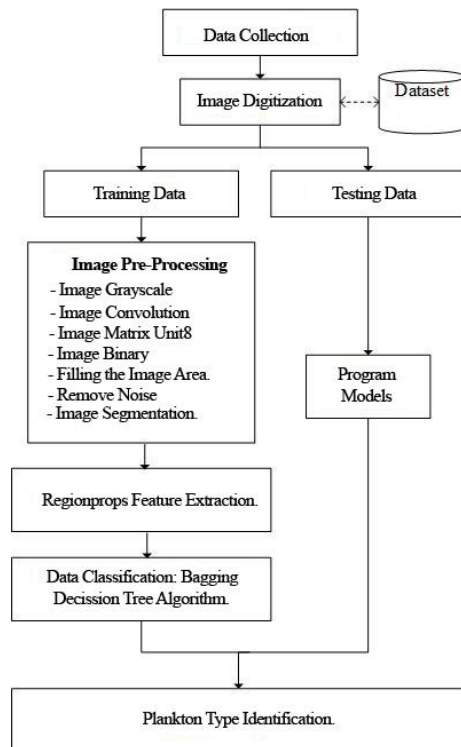 Data Collection
Image Digitization
Dataset
Training Data
Testing Data
Image Pre-Processing
- Image Grayscale
- Image Convolution
- Image Matrix Unit8
- Image Binary
- Filling the Image Area.
- Remove Noise
- Image Segmentation.
Program
Models
Regionprops Feature Extraction.
Data Classification: Bagging
Decission Tree Algorithm.
Plankton Type Identification.